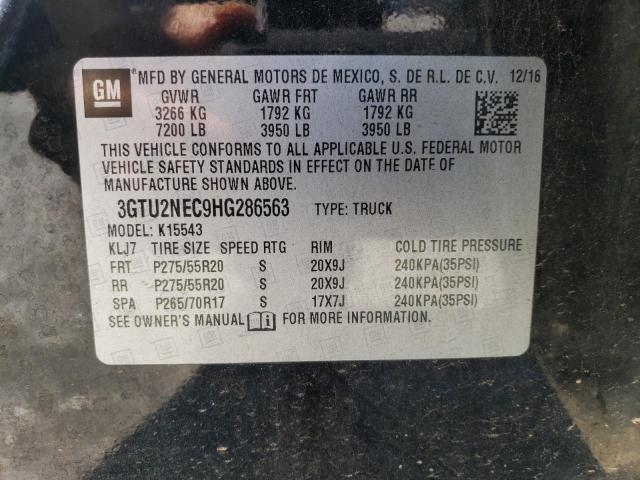 GM ® MFD BY GENERAL MOTORS DE MEXICO, S. DE R.L. DE C.V. 12/16
GVWR GAWR FRT GAWR RR
3266 KG 1792 KG 1792 KG
7200 LB 3950 LB 3950 LB
THIS VEHICLE CONFORMS TO ALL APPLICABLE U.S. FEDERAL MOTOR
VEHICLE SAFETY STANDARDS IN EFFECT ON THE DATE OF
MANUFACTURE SHOWN ABOVE.
3GTU2NEC9HG286563 TYPE: TRUCK
MODEL: K15543
KLJ7 TIRE SIZE SPEED RTG RIM COLD TIRE PRESSURE
FRT P275/55R20 S 20X9J 240KPA(35PSI)
RR P275/55R20 S 20X9J 240KPA(35PSI)
SPA P265/70R17 S 17X7J 240KPA(35PSI)
SEE OWNER'S MANUAL i FOR MORE INFORMATION.